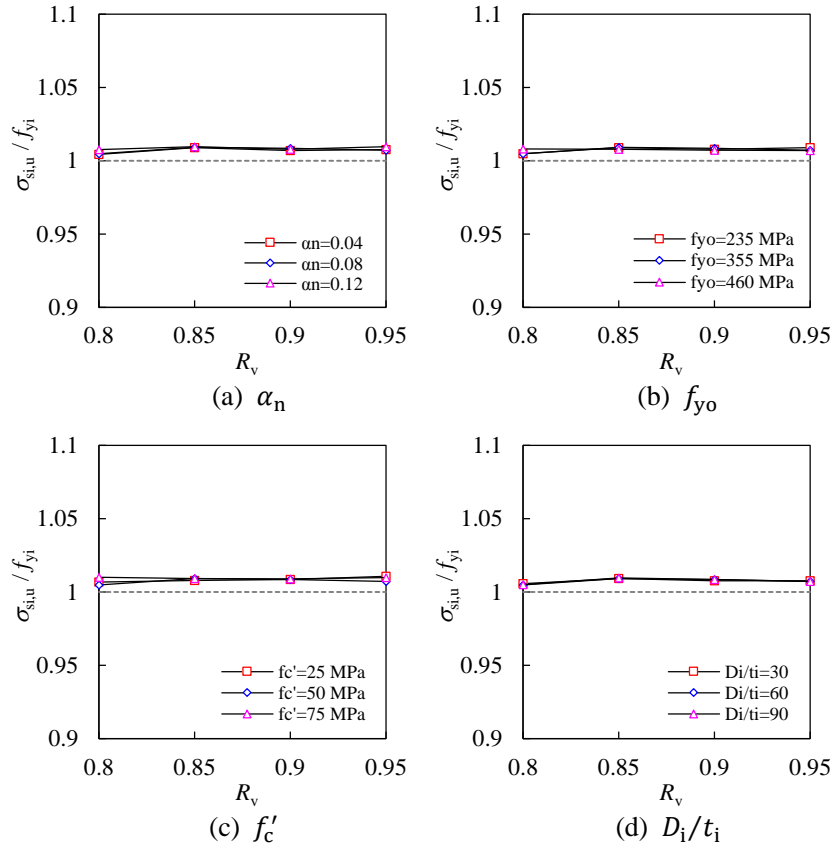 1.1
1.05
1
0.95
0.9
σsi,u / fyi
αn=0.04
αn=0.08
αn=0.12
0.8 0.85 0.9 0.95
Rv
(a) αn
1.1
1.05
1
0.95
0.9
σsi,u / fyi
fyo=235 MPa
fyo=355 MPa
fyo=460 MPa
0.8 0.85 0.9 0.95
Rv
(b) fyo
1.1
1.05
1
0.95
0.9
σsi,u / fyi
fc'=25 MPa
fc'=50 MPa
fc'=75 MPa
0.8 0.85 0.9 0.95
Rv
(c) fc′
1.1
1.05
1
0.95
0.9
σsi,u / fyi
Di/ti=30
Di/ti=60
Di/ti=90
0.8 0.85 0.9 0.95
Rv
(d) Di/ti